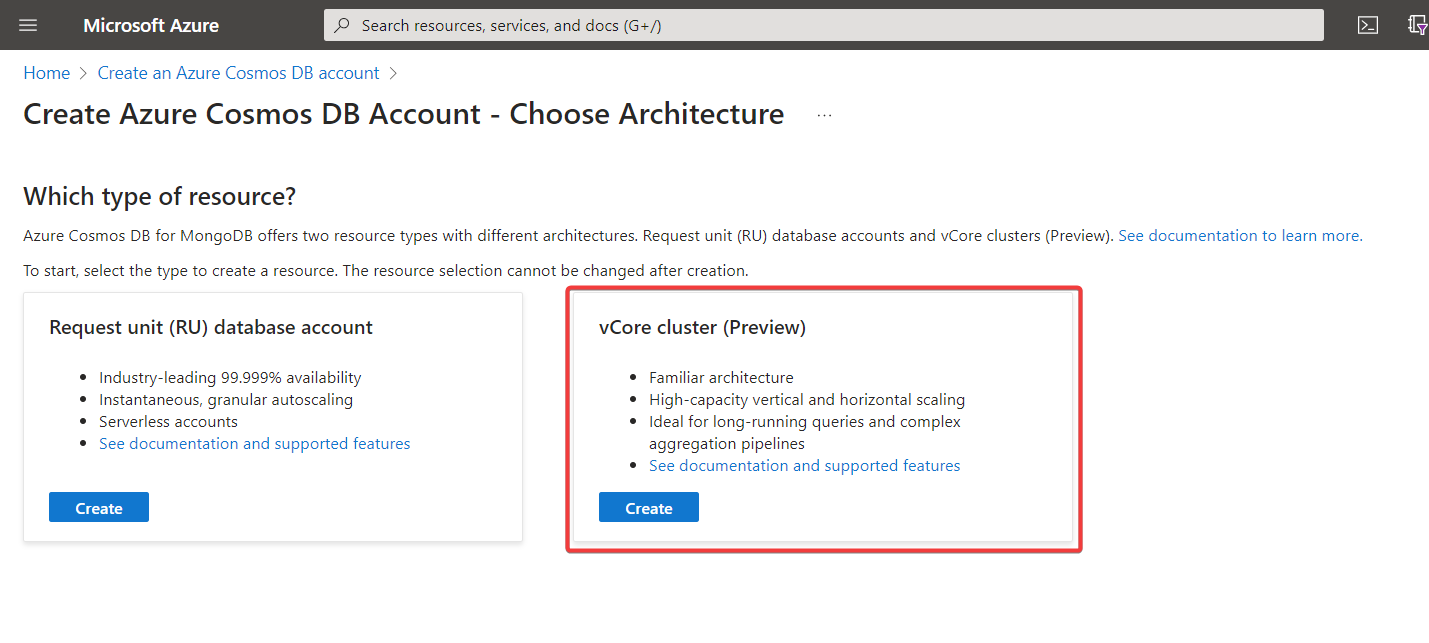 Microsoft Azure
Search resources, services, and docs (G+/)
Home > Create an Azure Cosmos DB account >
Create Azure Cosmos DB Account - Choose Architecture ...
Which type of resource?
Azure Cosmos DB for MongoDB offers two resource types with different architectures. Request unit (RU) database accounts and vCore clusters (Preview). See documentation to learn more.
To start, select the type to create a resource. The resource selection cannot be changed after creation.
Request unit (RU) database account
• Industry-leading 99.999% availability
• Instantaneous, granular autoscaling
• Serverless accounts
• See documentation and supported features
Create
vCore cluster (Preview)
• Familiar architecture
• High-capacity vertical and horizontal scaling
• Ideal for long-running queries and complex
aggregation pipelines
• See documentation and supported features
Create